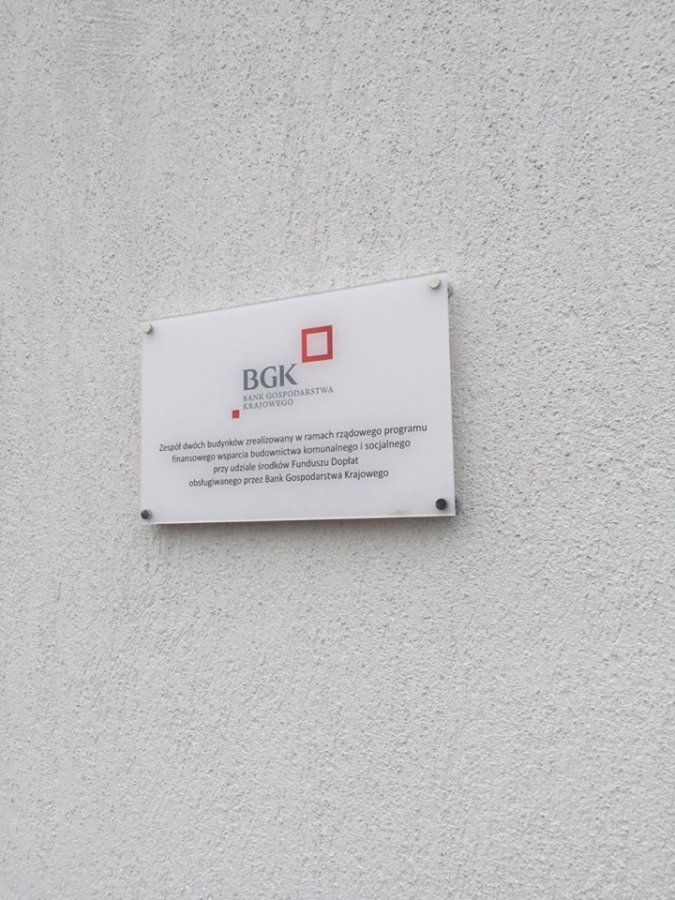 BGK
BANK GOSPODARSTWA
KRAJOWEGO
Zespół dwóch budynków zrealizowany w ramach rządowego programu
finansowego wsparcia budownictwa komunalnego i socjalnego
przy udziale środków Funduszu Dopłat
obsługiwanego przez Bank Gospodarstwa Krajowego